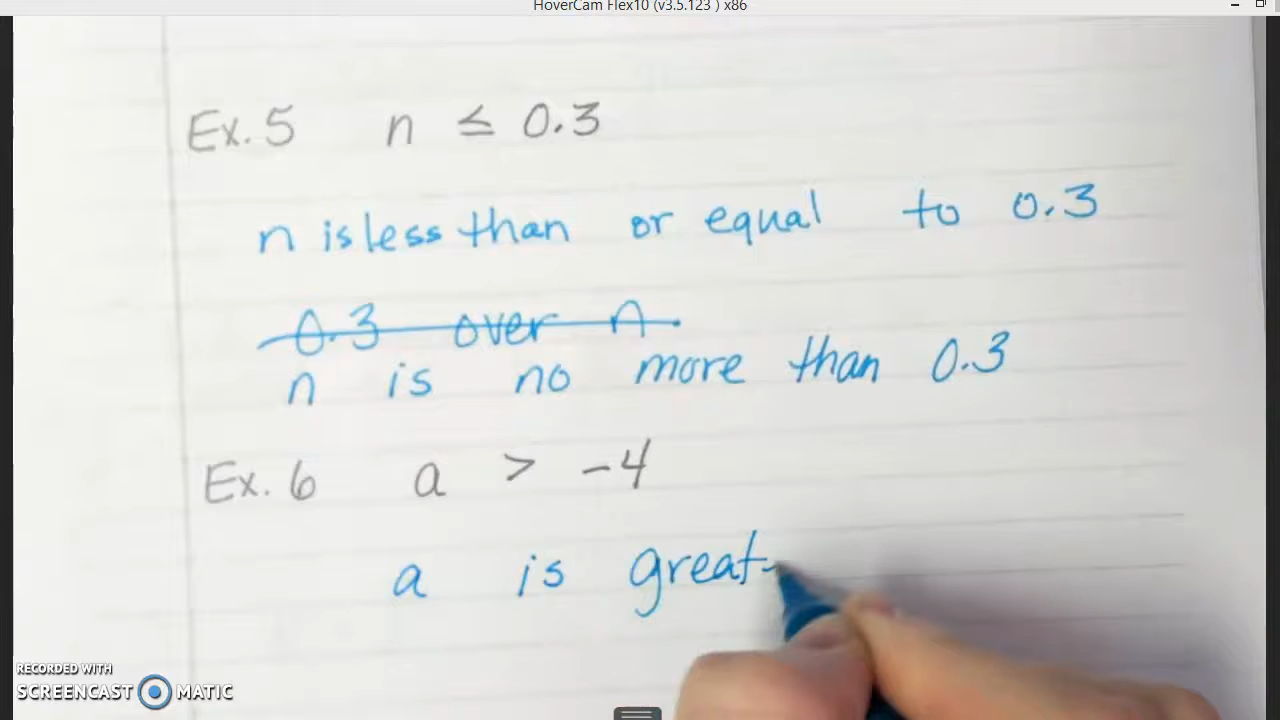 HoverCam Flex10 (v3.5.123 ) x86
Ex. 5 n ≤ 0.3
n is less than or equal to 0.3
0.3 over n
n is no more than 0.3
Ex. 6 a > -4
a is great
RECORDED WITH
SCREENCAST MATIC